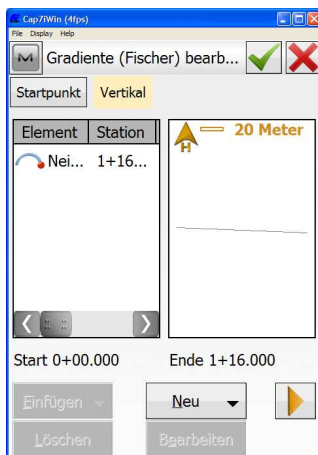 Cap7iWin (4fps)
File Display Help
M Gradiente (Fischer) bearb...
Startpunkt Vertikal
Element Station
Nei... 1+16...
20 Meter
H
Start 0+00.000 Ende 1+16.000
Einfügen Neu
Löschen Bearbeiten